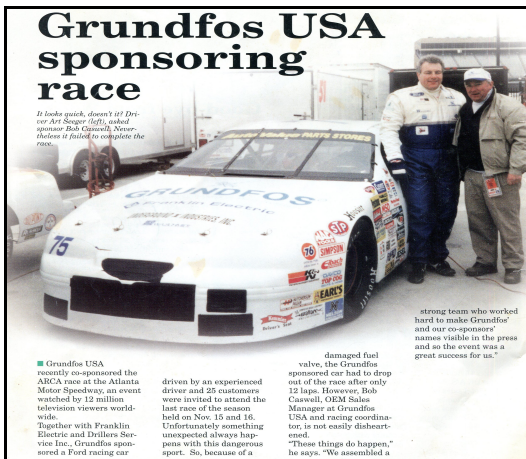 Grundfos USA
sponsoring
race
It looks quick, doesn't it? Dri-
ver Art Seeger (left), asked
sponsor Bob Caswell. Never-
theless it failed to complete the
race.
PARTS STORES
GRUNDFOS
Franklin Electric
75
76
STP
SIMPSON
K&N
EARL'S
■ Grundfos USA
recently co-sponsored the
ARCA race at the Atlanta
Motor Speedway, an event
watched by 12 million
television viewers world-
wide.
Together with Franklin
Electric and Drillers Ser-
vice Inc., Grundfos spon-
sored a Ford racing car
driven by an experienced
driver and 25 customers
were invited to attend the
last race of the season
held on Nov. 15 and 16.
Unfortunately something
unexpected always hap-
pens with this dangerous
sport. So, because of a
damaged fuel
valve, the Grundfos
sponsored car had to drop
out of the race after only
12 laps. However, Bob
Caswell, OEM Sales
Manager at Grundfos
USA and racing coordina-
tor, is not easily disheart-
ened.
"These things do happen,"
he says. "We assembled a
strong team who worked
hard to make Grundfos'
and our co-sponsors'
names visible in the press
and so the event was a
great success for us."